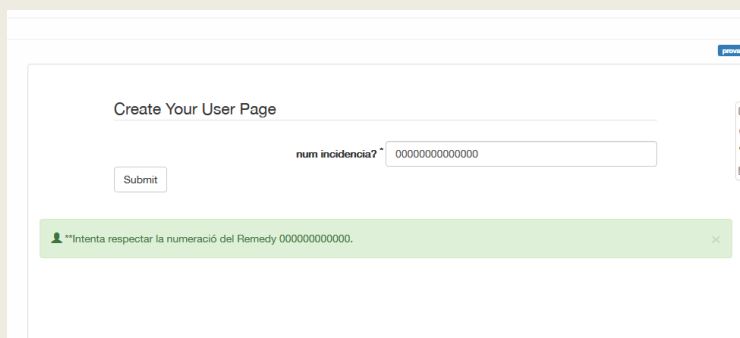 Create Your User Page
num incidencia? * 00000000000000
Submit
**Intenta respectar la numeració del Remedy 000000000000. ×